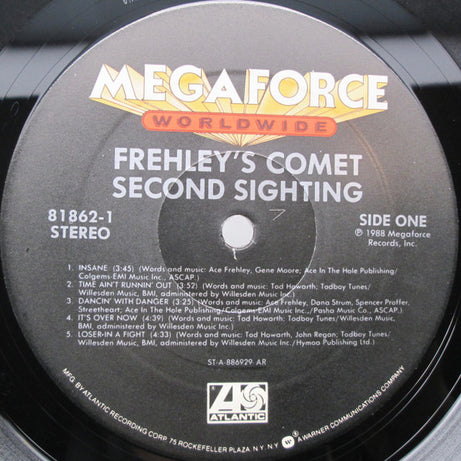 MEGAFORCE
WORLDWIDE
FREHLEY'S COMET
SECOND SIGHTING
81862-1
STEREO
SIDE ONE
Ⓟ 1988 Megaforce
Records, Inc.
1. INSANE (3:45) (Words and music: Ace Frehley, Gene Moore; Ace In The Hole Publishing/
Colgems-EMI Music Inc., ASCAP.)
2. TIME AIN'T RUNNIN' OUT (3:52) (Words and music: Tod Howarth; Todboy Tunes/
Willesden Music, BMI, administered by Willesden Music Inc.)
3. DANCIN' WITH DANGER (3:25) (Words and music: Ace Frehley, Dana Strum, Spencer Proffer,
Streetheart; Ace In The Hole Publishing/Colgems-EMI Music Inc./Pasha Music Co., ASCAP.)
4. IT'S OVER NOW (4:39) (Words and music: Tod Howarth; Todboy Tunes/Willesden Music,
BMI, administered by Willesden Music Inc.)
5. LOSER-IN A FIGHT (4:33) (Words and music: Tod Howarth, John Regan; Todboy Tunes/
Willesden Music, BMI, administered by Willesden Music Inc./Hymoo Publishing Ltd.)
ST-A-886929 AR
ATLANTIC
MFG. BY ATLANTIC RECORDING CORP. 75 ROCKEFELLER PLAZA N.Y. N.Y. A WARNER COMMUNICATIONS COMPANY